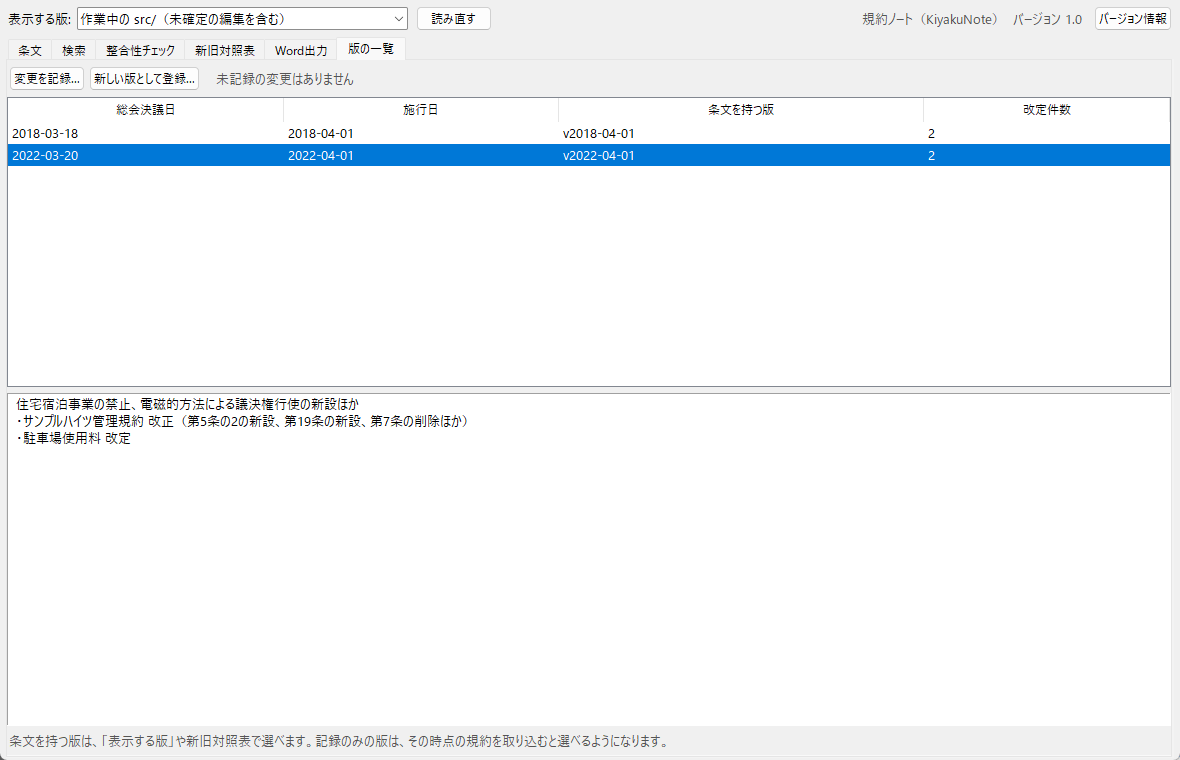 表示する版: 作業中の src/（未確定の編集を含む） 読み直す 規約ノート（KiyakuNote） バージョン 1.0 バージョン情報
条文 検索 整合性チェック 新旧対照表 Word出力 版の一覧
変更を記録... 新しい版として登録... 未記録の変更はありません
総会決議日 施行日 条文を持つ版 改定件数
2018-03-18 2018-04-01 v2018-04-01 2
2022-03-20 2022-04-01 v2022-04-01 2
住宅宿泊事業の禁止、電磁的方法による議決権行使の新設ほか
・サンプルハイツ管理規約 改正（第5条の2の新設、第19条の新設、第7条の削除ほか）
・駐車場使用料 改定
条文を持つ版は、「表示する版」や新旧対照表で選べます。記録のみの版は、その時点の規約を取り込むと選べるようになります。